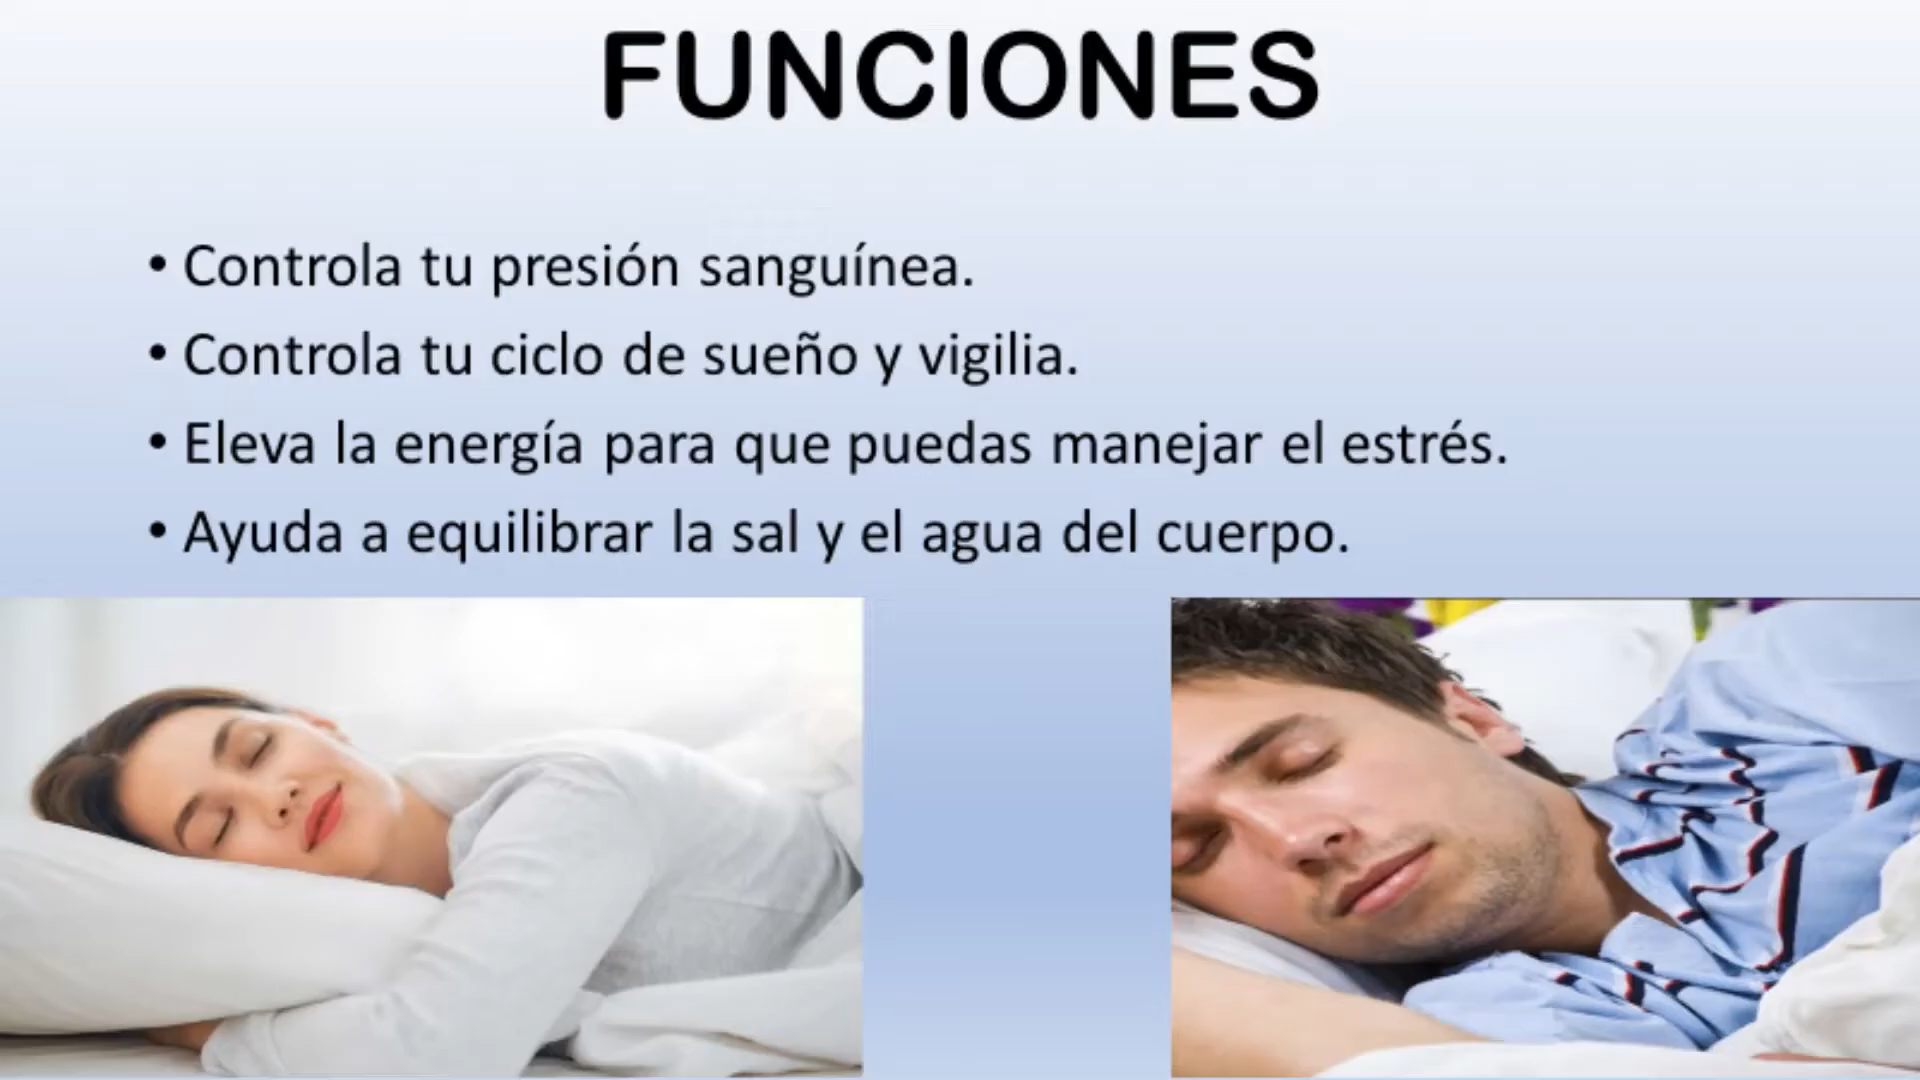 FUNCIONES
• Controla tu presión sanguínea.
• Controla tu ciclo de sueño y vigilia.
• Eleva la energía para que puedas manejar el estrés.
• Ayuda a equilibrar la sal y el agua del cuerpo.